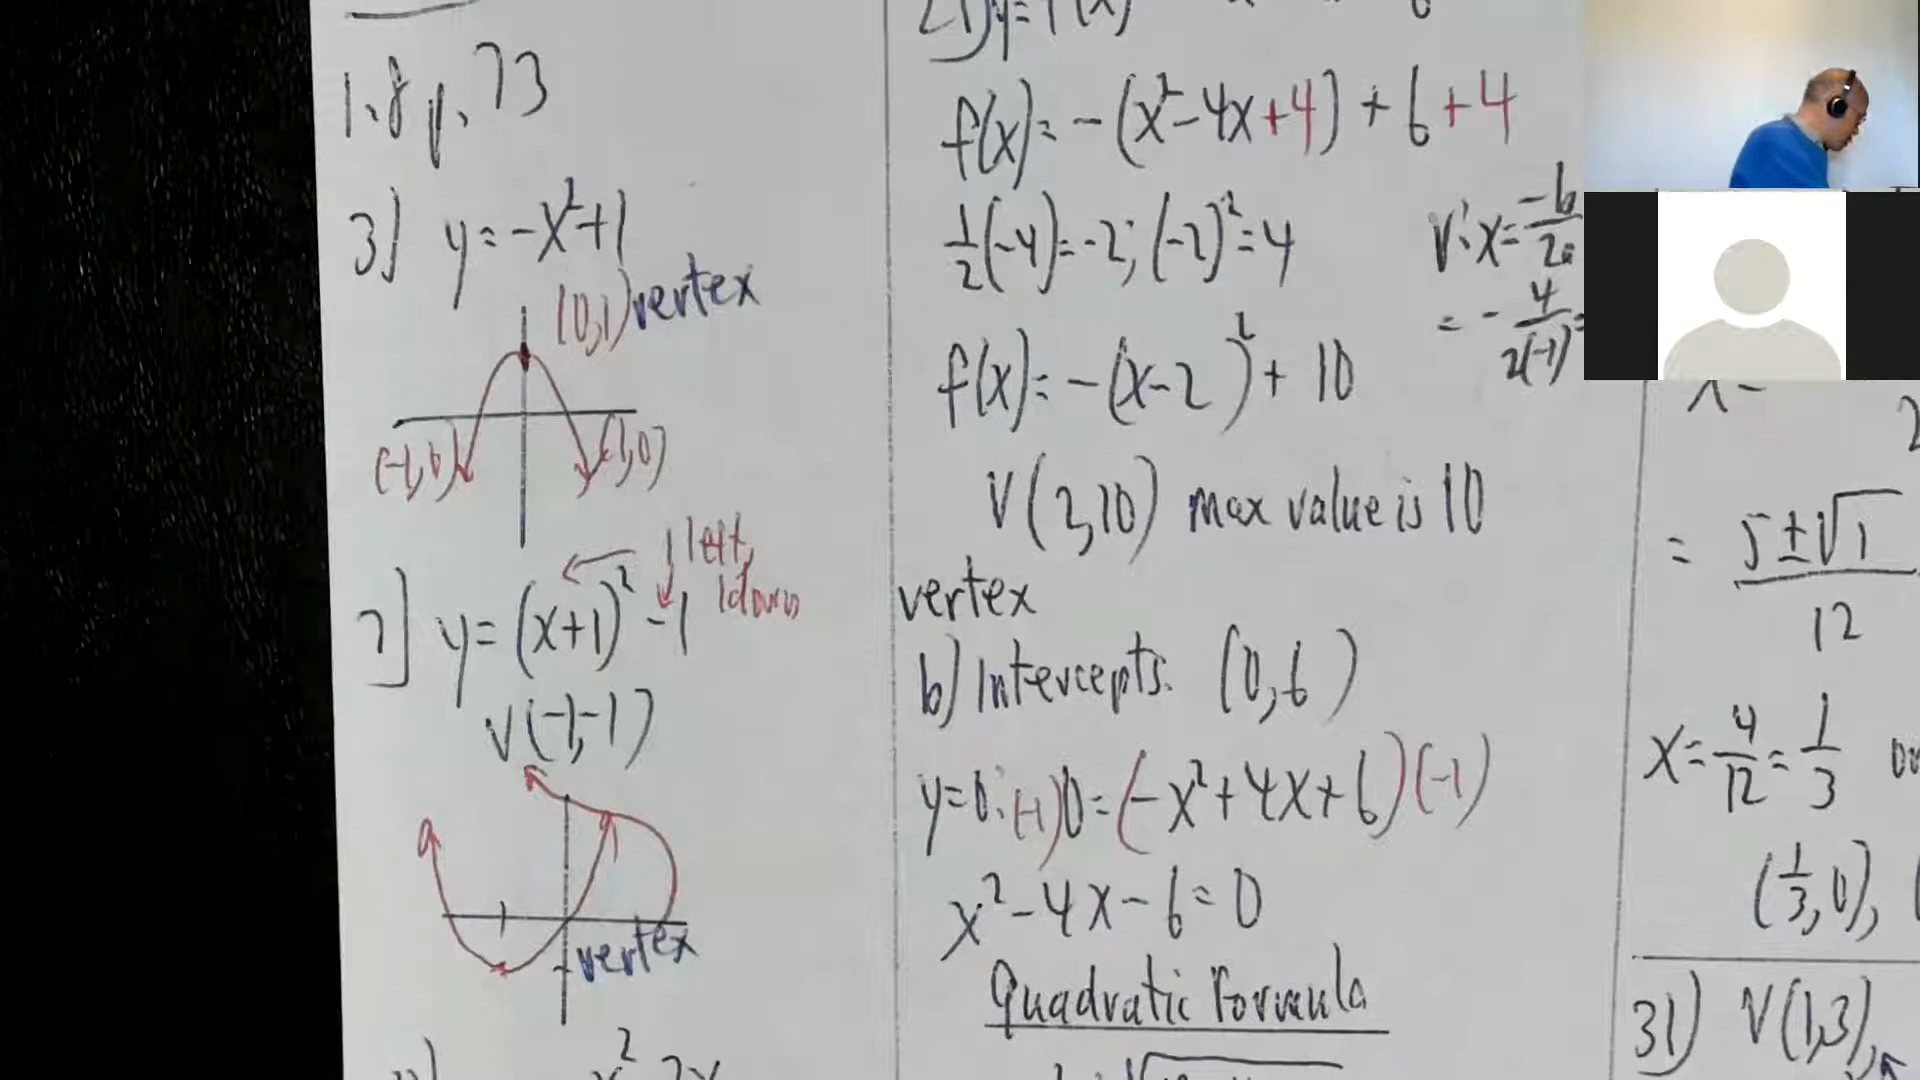 1.8 p. 73
3) y = -x²+1
(0,1) vertex
(-1,0) (1,0)
1 left,
1 down
7) y = (x+1)² -1
V(-1,-1)
vertex
21) y = f(x)
f(x) = -(x²-4x+4) + 6 + 4
1/2(-4) = -2; (-2)² = 4
f(x) = -(x-2)² + 10
V(2,10) max value is 10
vertex
b) Intercepts: (0,6)
y=0: (-1)0 = (-x²+4x+6)(-1)
x² - 4x - 6 = 0
Quadratic Formula
V: x = -b/2a
= - 4/2(-1) =
= 5±√1/12
x = 4/12 = 1/3 or
(1/3, 0), (
31) V(1,3),